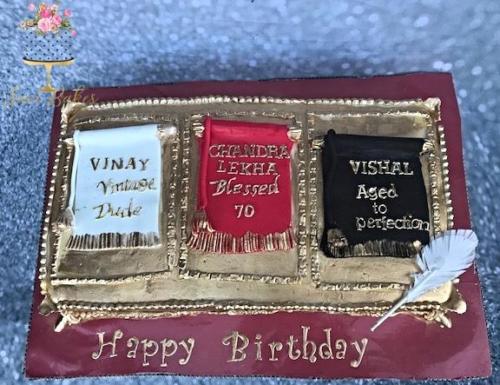 VINAY
Vintage
Dude
CHANDRA
LEKHA
Blessed
70
VISHAL
Aged
to
perfection
Happy Birthday